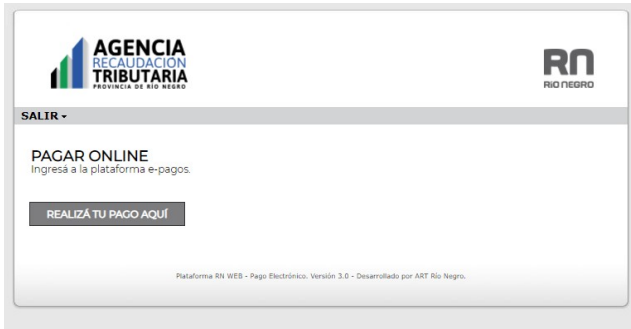 AGENCIA
RECAUDACIÓN
TRIBUTARIA
PROVINCIA DE RÍO NEGRO
RN
RÍO NEGRO
SALIR
PAGAR ONLINE
Ingresá a la plataforma e-pagos.
REALIZÁ TU PAGO AQUÍ
Plataforma RN WEB - Pago Electrónico. Versión 3.0 - Desarrollado por ART Río Negro.